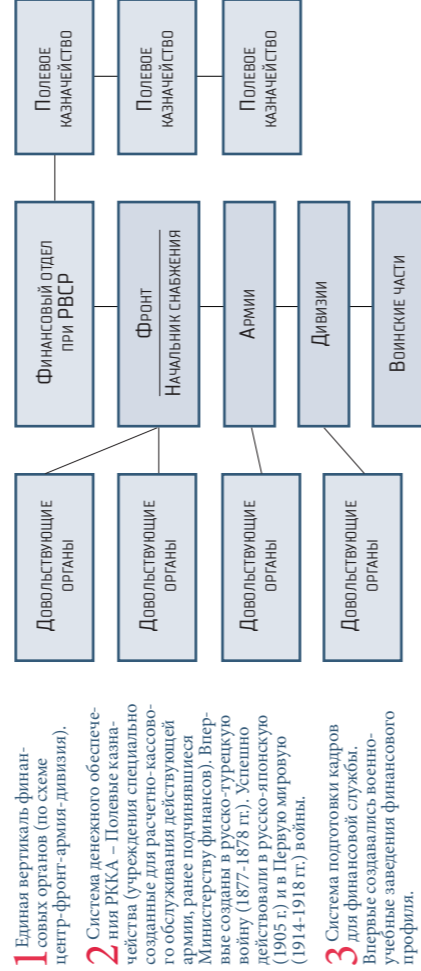 1 Единая вертикаль финан-
совых органов (по схеме
центр-фронт-армия-дивизия).
2 Система денежного обеспече-
ния РККА – Полевые казна-
чейства (учреждения специально
созданные для расчетно-кассово-
го обслуживания действующей
армии, ранее подчинявшиеся
Министерству финансов). Впер-
вые созданы в русско-турецкую
войну (1877-1878 гг.). Успешно
действовали в русско-японскую
(1905 г.) и в Первую мировую
(1914-1918 гг.) войны.
3 Система подготовки кадров
для финансовой службы.
Впервые создавались военно-
учебные заведения финансового
профиля.
Довольствующие
органы
Довольствующие
органы
Довольствующие
органы
Довольствующие
органы
Финансовый отдел
при РВСР
Фронт
Начальник снабжения
Армии
Дивизии
Воинские части
Полевое
казначейство
Полевое
казначейство
Полевое
казначейство